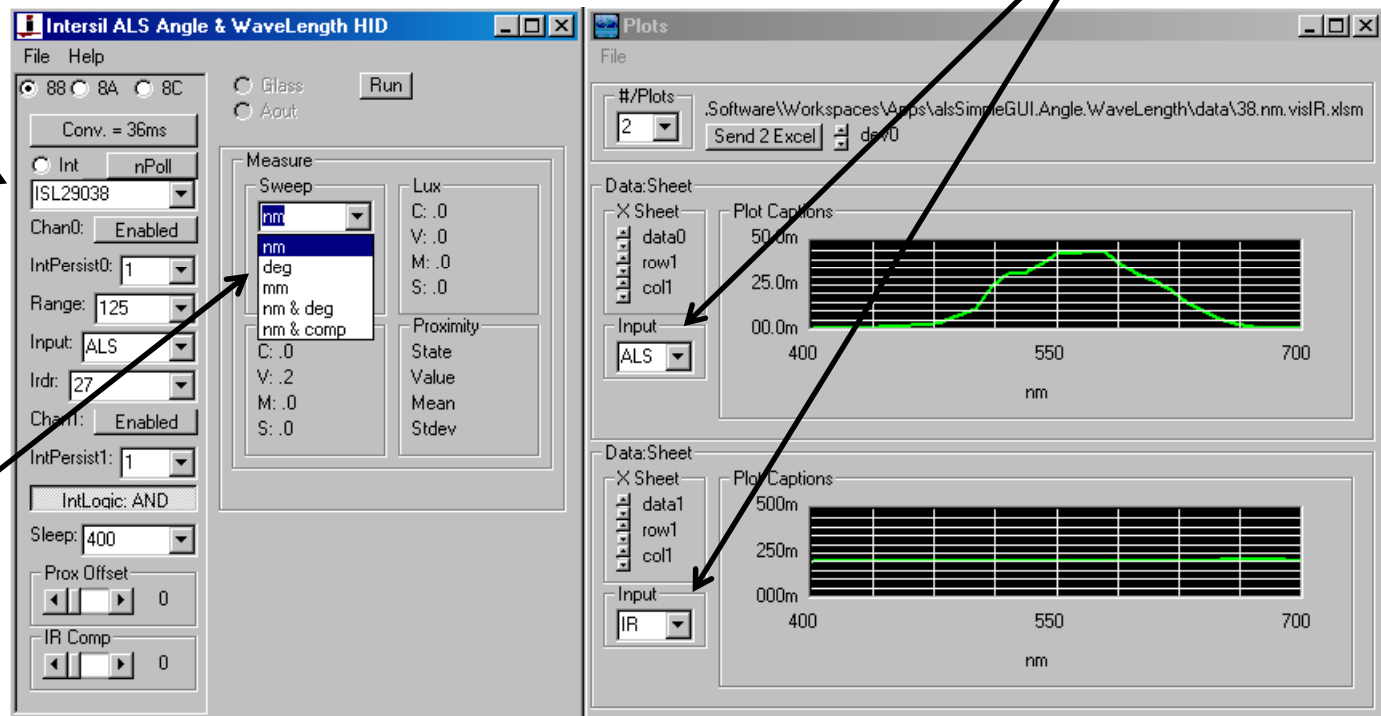 Intersil ALS Angle & WaveLength HID
File Help
88 8A 8C
Conv. = 36ms
Int nPoll
ISL29038
Chan0: Enabled
IntPersist0: 1
Range: 125
Input: ALS
Irdr: 27
Chan1: Enabled
IntPersist1: 1
IntLogic: AND
Sleep: 400
Prox Offset
0
IR Comp
0
Glass Run
Aout
Measure
Sweep
nm
nm
deg
mm
nm & deg
nm & comp
Lux
C: .0
V: .0
M: .0
S: .0
C: .0
V: .2
M: .0
S: .0
Proximity
State
Value
Mean
Stdev
Plots
File
#/Plots
2
.Software\Workspaces\Apps\alsSimpleGUI.Angle.WaveLength\data\38.nm.visIR.xlsm
Send 2 Excel dev0
Data:Sheet
X Sheet
data0
row1
col1
Input
ALS
Plot Captions
50.0m
25.0m
00.0m
400 550 700
nm
Data:Sheet
X Sheet
data1
row1
col1
Input
IR
Plot Captions
500m
250m
000m
400 550 700
nm